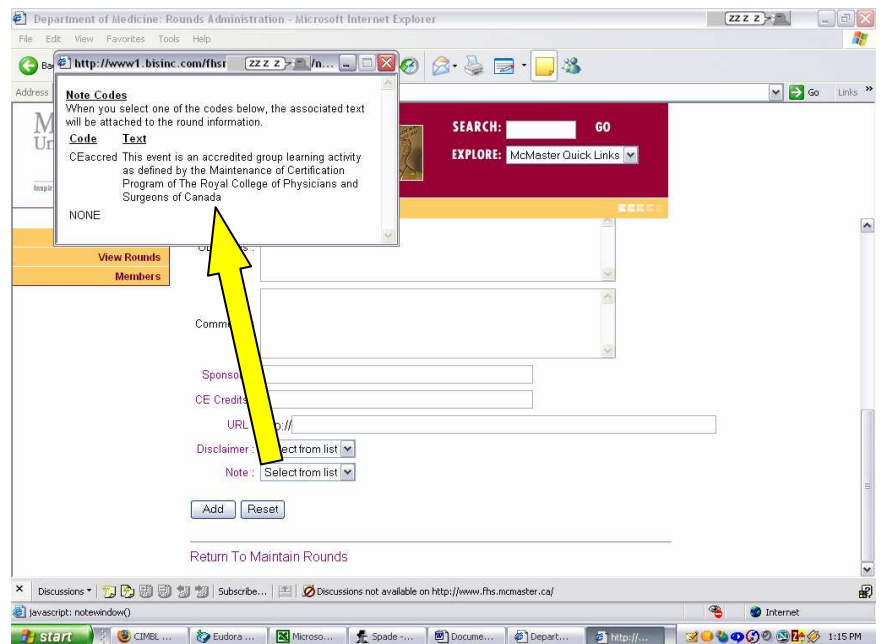 Department of Medicine: Rounds Administration - Microsoft Internet Explorer
zz z z
File Edit View Favorites Tools Help
http://www1.bisinc.com/fhsr
zz z z
/n...
Address
Go Links »
Note Codes
When you select one of the codes below, the associated text
will be attached to the round information.
Code Text
CEaccred This event is an accredited group learning activity
as defined by the Maintenance of Certification
Program of The Royal College of Physicians and
Surgeons of Canada
NONE
SEARCH: GO
EXPLORE: McMaster Quick Links
View Rounds
Members
Sponso
CE Credits
URL
://
Disclaimer : ect from list
Note : Select from list
Add Reset
Return To Maintain Rounds
Discussions Subscribe... Discussions not available on http://www.fhs.mcmaster.ca/
javascript: notewindow() Internet
start CIMBL ... Eudora ... Microso... Spade -... Docume... Depart... http://... 1:15 PM